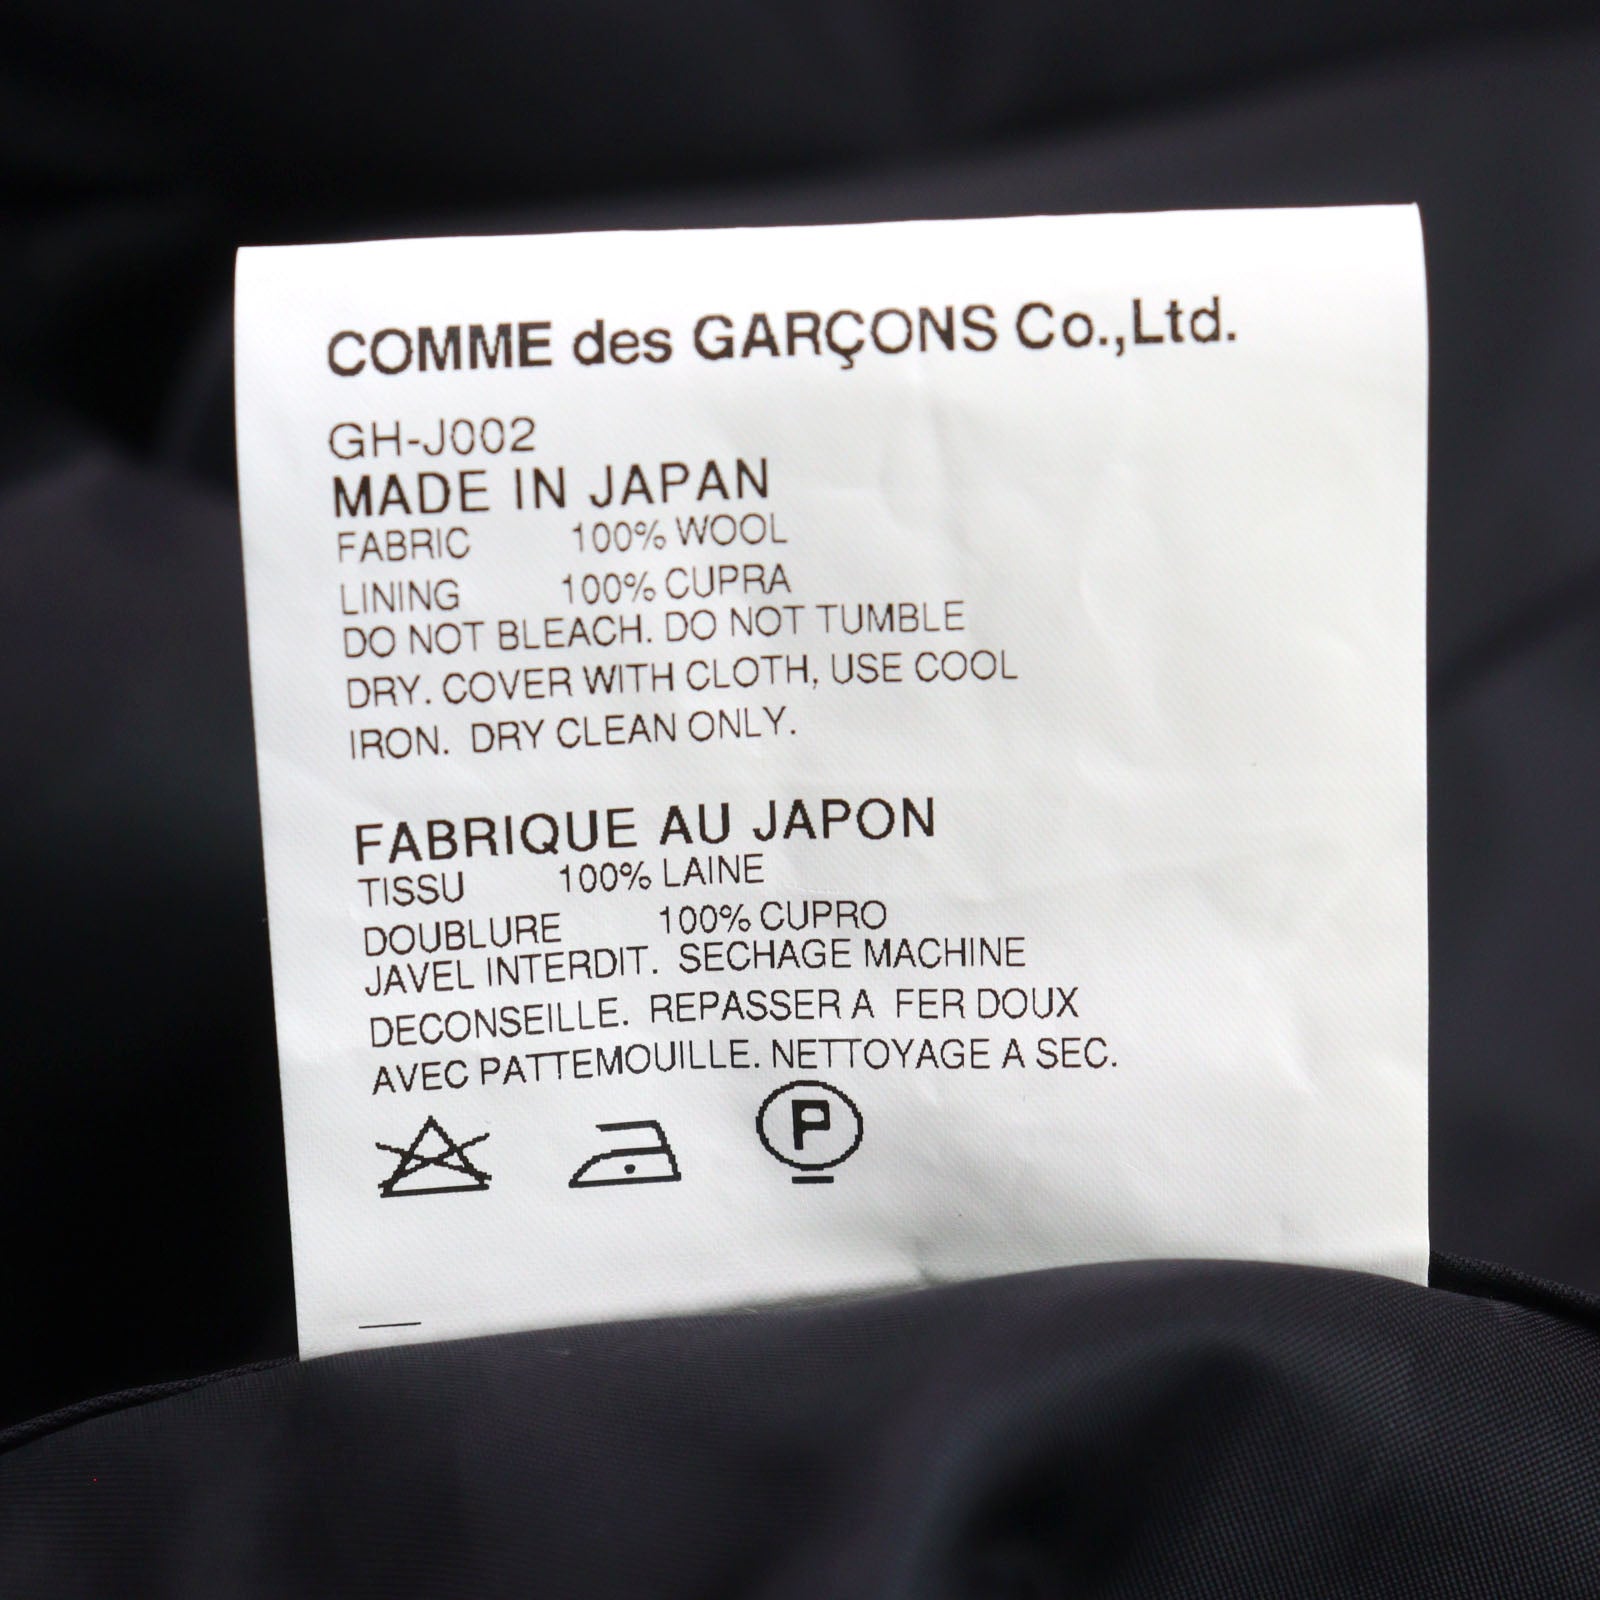 COMME des GARÇONS Co.,Ltd.
GH-J002
MADE IN JAPAN
FABRIC 100% WOOL
LINING 100% CUPRA
DO NOT BLEACH. DO NOT TUMBLE
DRY. COVER WITH CLOTH, USE COOL
IRON. DRY CLEAN ONLY.
FABRIQUE AU JAPON
TISSU 100% LAINE
DOUBLURE 100% CUPRO
JAVEL INTERDIT. SECHAGE MACHINE
DECONSEILLE. REPASSER A FER DOUX
AVEC PATTEMOUILLE. NETTOYAGE A SEC.
P